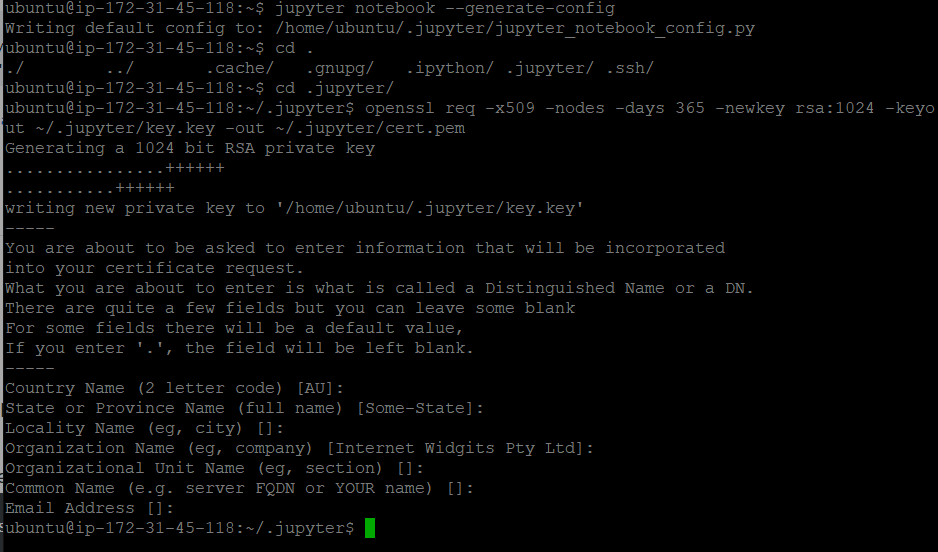 ubuntu@ip-172-31-45-118:~$ jupyter notebook --generate-config
Writing default config to: /home/ubuntu/.jupyter/jupyter_notebook_config.py
ubuntu@ip-172-31-45-118:~$ cd .
./        ../       .cache/   .gnupg/   .ipython/ .jupyter/ .ssh/
ubuntu@ip-172-31-45-118:~$ cd .jupyter/
ubuntu@ip-172-31-45-118:~/.jupyter$ openssl req -x509 -nodes -days 365 -newkey rsa:1024 -keyo
ut ~/.jupyter/key.key -out ~/.jupyter/cert.pem
Generating a 1024 bit RSA private key
................++++++
...........++++++
writing new private key to '/home/ubuntu/.jupyter/key.key'
-----
You are about to be asked to enter information that will be incorporated
into your certificate request.
What you are about to enter is what is called a Distinguished Name or a DN.
There are quite a few fields but you can leave some blank
For some fields there will be a default value,
If you enter '.', the field will be left blank.
-----
Country Name (2 letter code) [AU]:
State or Province Name (full name) [Some-State]:
Locality Name (eg, city) []:
Organization Name (eg, company) [Internet Widgits Pty Ltd]:
Organizational Unit Name (eg, section) []:
Common Name (e.g. server FQDN or YOUR name) []:
Email Address []:
ubuntu@ip-172-31-45-118:~/.jupyter$